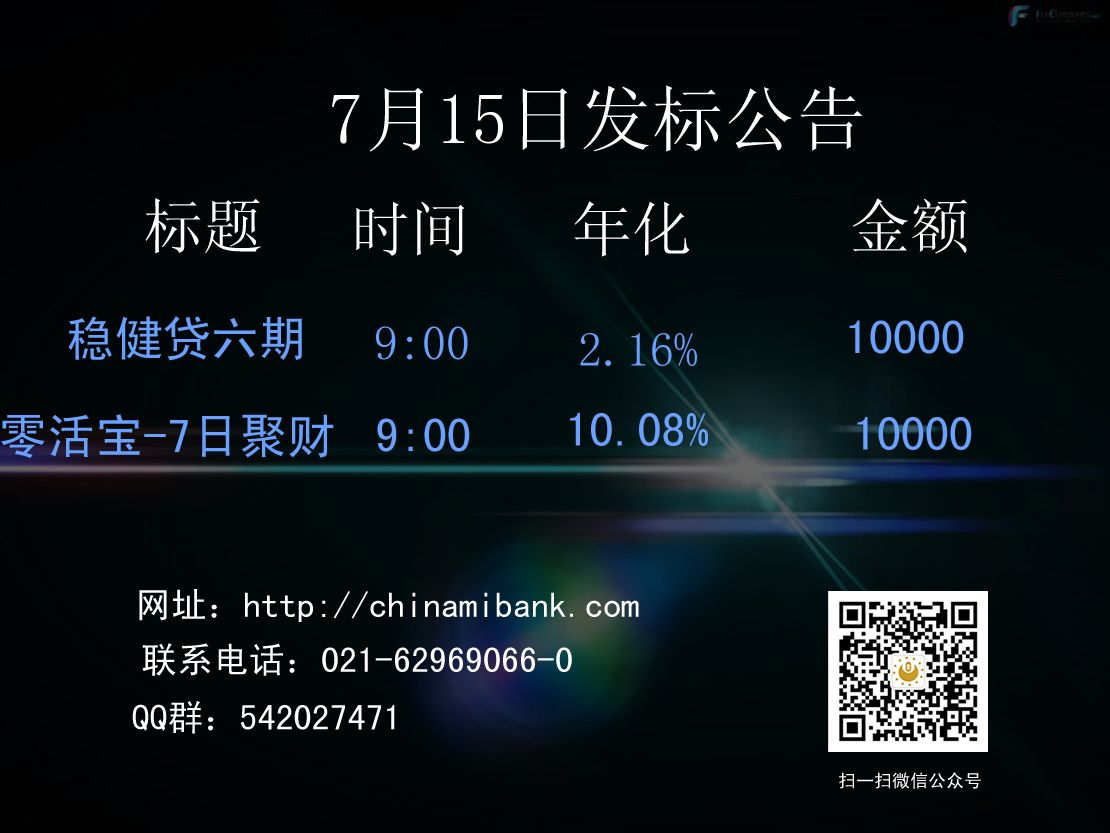 7月15日发标公告
标题 时间 年化 金额
稳健贷六期 9:00 2.16% 10000
零活宝-7日聚财 9:00 10.08% 10000
网址：http://chinamibank.com
联系电话：021-62969066-0
QQ群：542027471
扫一扫微信公众号